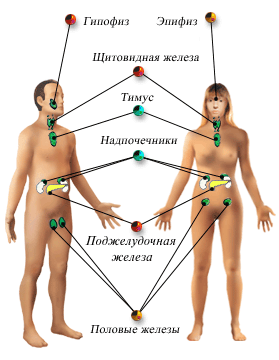 Гипофиз
Эпифиз
Щитовидная железа
Тимус
Надпочечники
Поджелудочная
железа
Половые железы